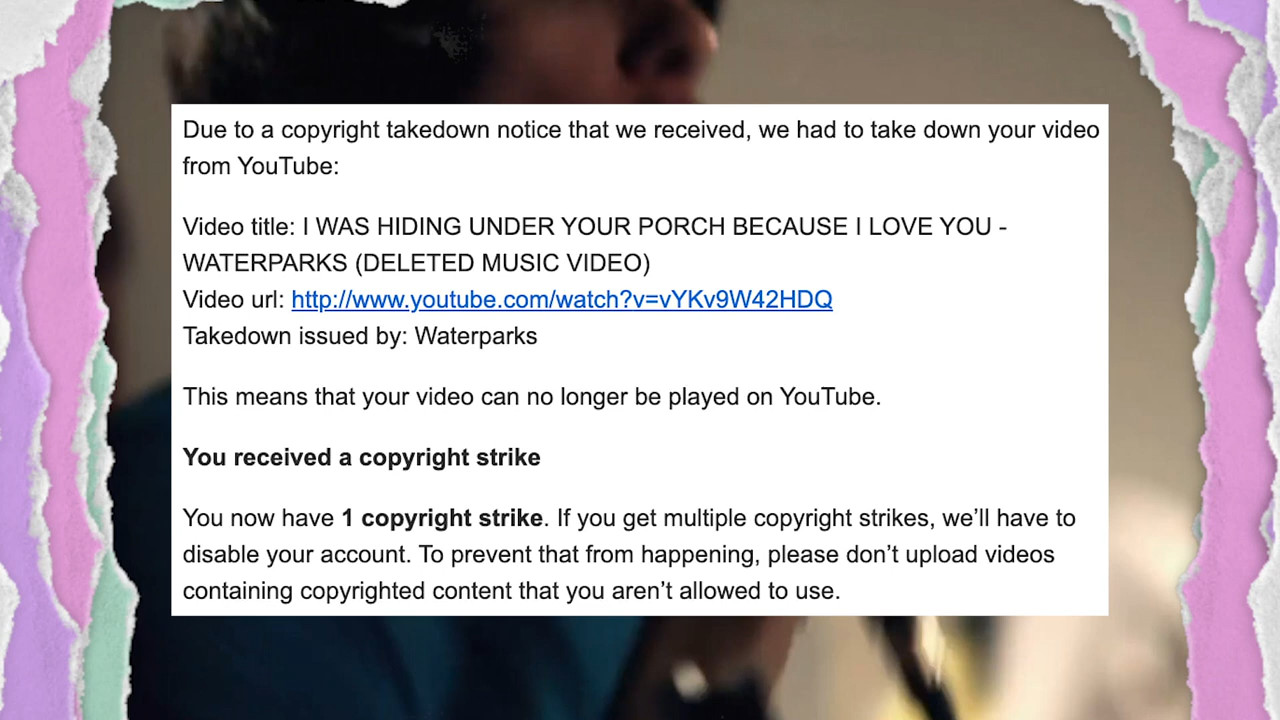 Due to a copyright takedown notice that we received, we had to take down your video
from YouTube:
Video title: I WAS HIDING UNDER YOUR PORCH BECAUSE I LOVE YOU -
WATERPARKS (DELETED MUSIC VIDEO)
Video url: http://www.youtube.com/watch?v=vYKv9W42HDQ
Takedown issued by: Waterparks
This means that your video can no longer be played on YouTube.
You received a copyright strike
You now have 1 copyright strike. If you get multiple copyright strikes, we’ll have to
disable your account. To prevent that from happening, please don’t upload videos
containing copyrighted content that you aren’t allowed to use.